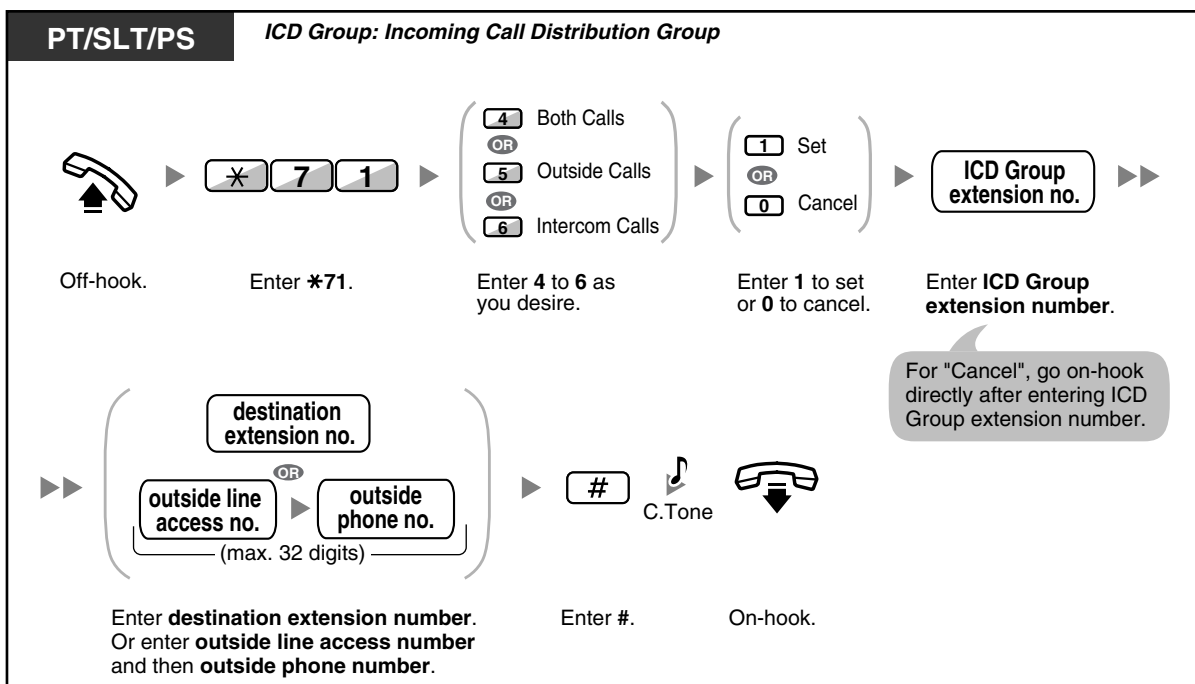 PT/SLT/PS
ICD Group: Incoming Call Distribution Group
4 Both Calls
OR
5 Outside Calls
OR
6 Intercom Calls
1 Set
OR
0 Cancel
✳ 7 1
ICD Group
extension no.
Off-hook.
Enter ✳71.
Enter 4 to 6 as
you desire.
Enter 1 to set
or 0 to cancel.
Enter ICD Group
extension number.
For "Cancel", go on-hook
directly after entering ICD
Group extension number.
destination
extension no.
OR
outside line
access no.
outside
phone no.
(max. 32 digits)
#
C.Tone
Enter destination extension number.
Or enter outside line access number
and then outside phone number.
Enter #.
On-hook.